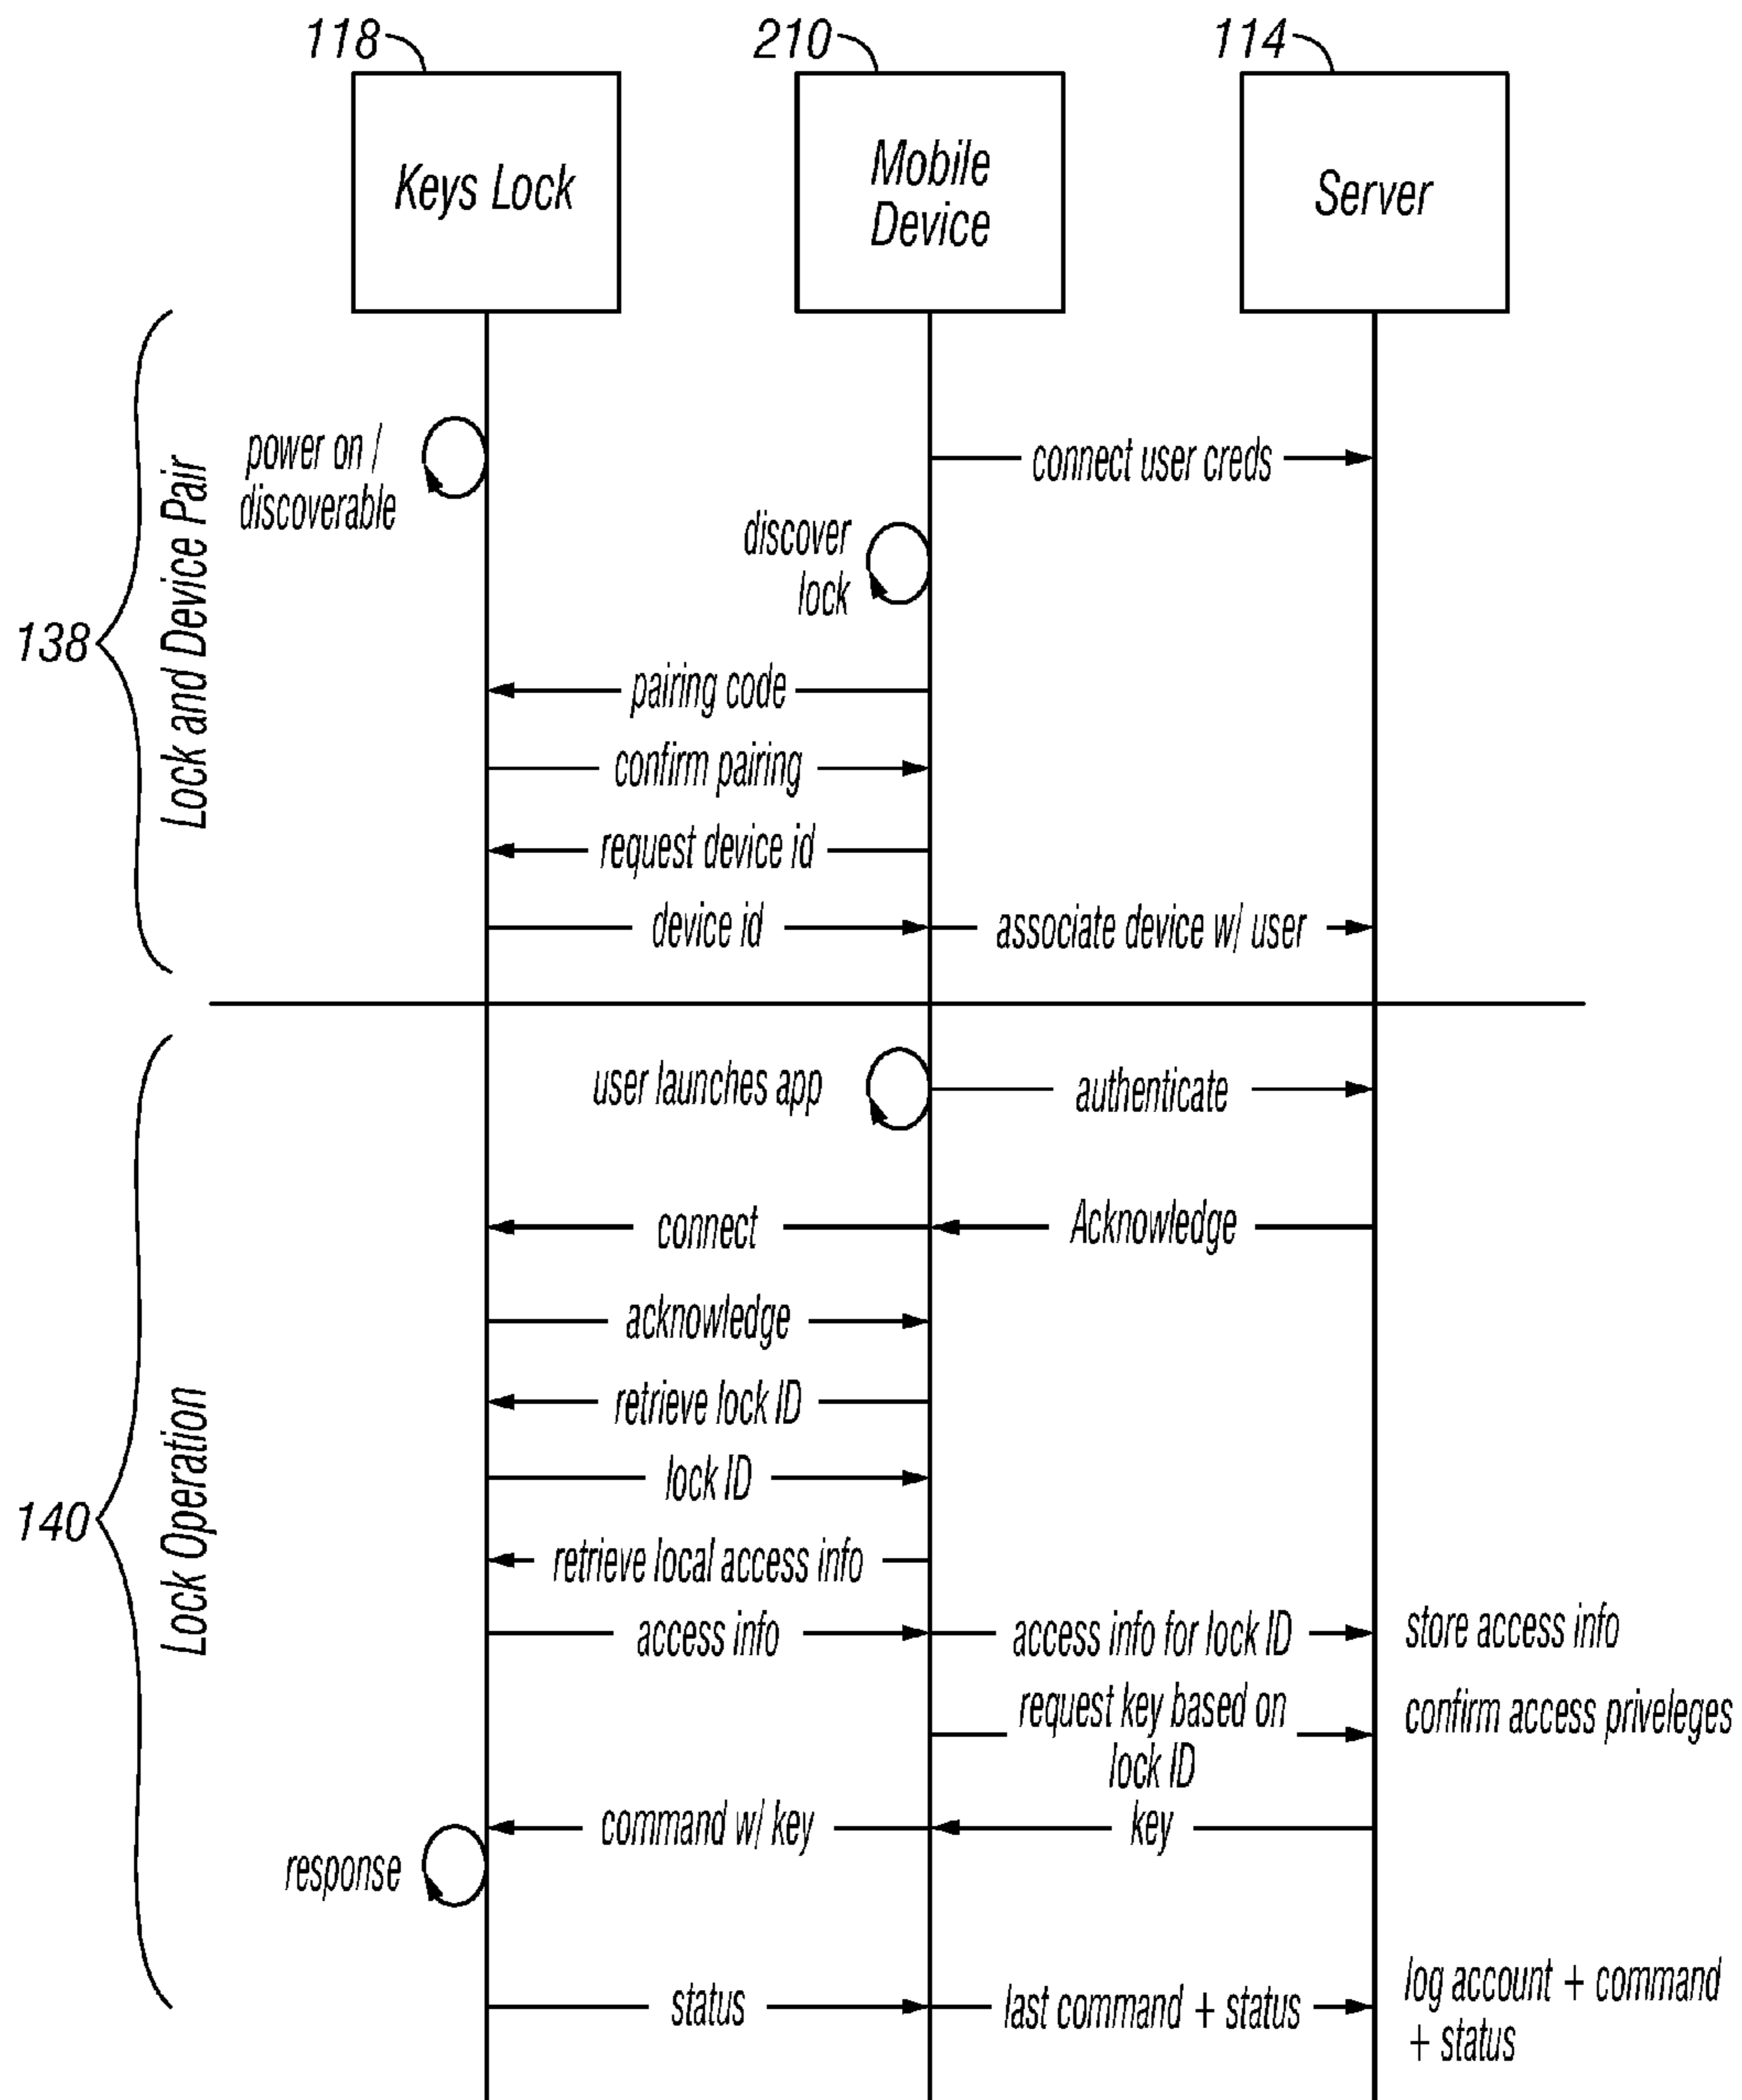 118
210
114
Keys Lock
Mobile
Device
Server
138
Lock and Device Pair
power on /
discoverable
connect user creds
discover
lock
pairing code
confirm pairing
request device id
device id
associate device w/ user
140
Lock Operation
user launches app
authenticate
connect
Acknowledge
acknowledge
retrieve lock ID
lock ID
retrieve local access info
access info
access info for lock ID
store access info
request key based on
lock ID
confirm access priveleges
command w/ key
key
response
status
last command + status
log account + command
+ status